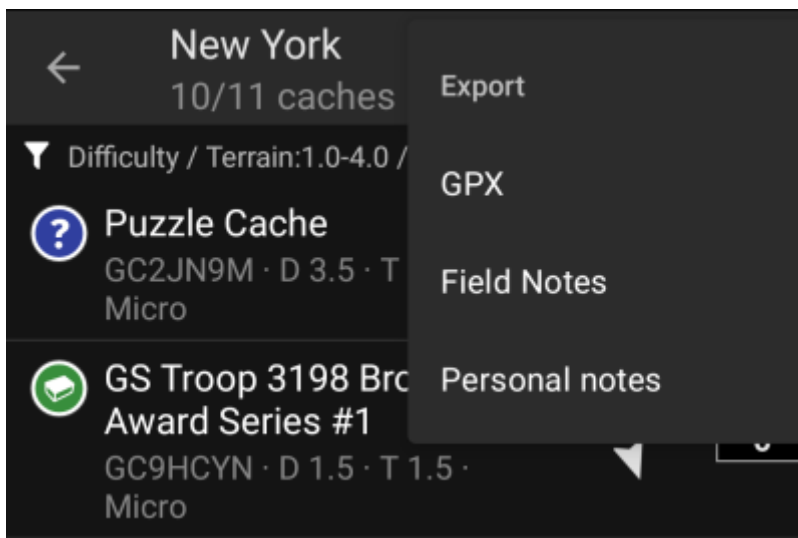 New York
10/11 caches
Export
Difficulty / Terrain:1.0-4.0 /
GPX
Puzzle Cache
GC2JN9M · D 3.5 · T
Micro
Field Notes
GS Troop 3198 Bro
Award Series #1
Personal notes
GC9HCYN · D 1.5 · T 1.5 ·
Micro